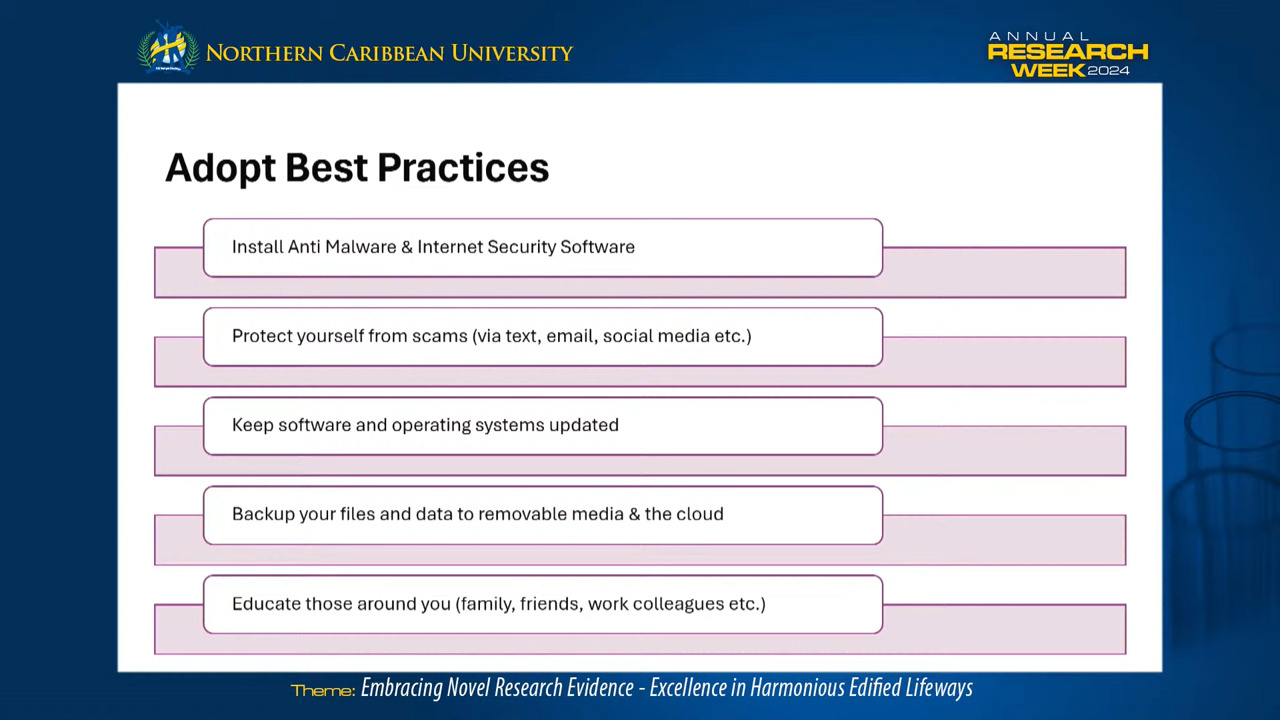 NORTHERN CARIBBEAN UNIVERSITY
ANNUAL
RESEARCH
WEEK 2024
Adopt Best Practices
Install Anti Malware & Internet Security Software
Protect yourself from scams (via text, email, social media etc.)
Keep software and operating systems updated
Backup your files and data to removable media & the cloud
Educate those around you (family, friends, work colleagues etc.)
Theme: Embracing Novel Research Evidence - Excellence in Harmonious Edified Lifeways